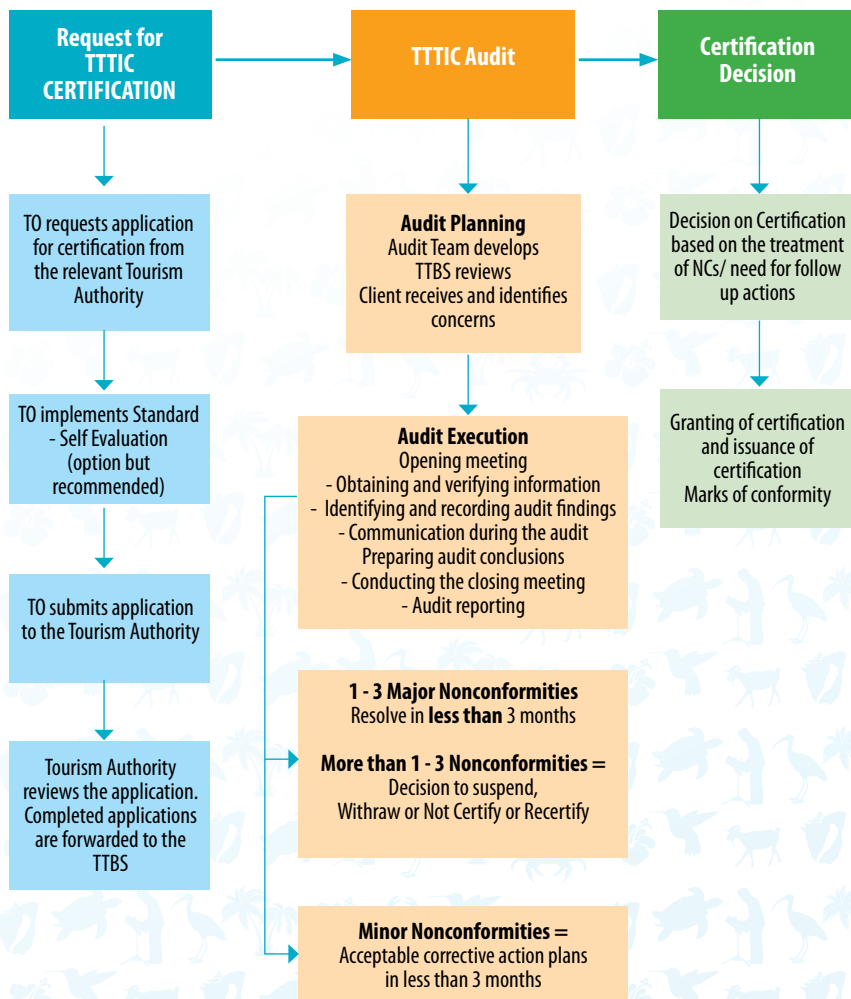 Request for
TTTIC
CERTIFICATION
TO requests application
for certification from
the relevant Tourism
Authority
TO implements Standard
- Self Evaluation
(option but
recommended)
TO submits application
to the Tourism Authority
Tourism Authority
reviews the application.
Completed applications
are forwarded to the
TTBS
TTTIC Audit
Audit Planning
Audit Team develops
TTBS reviews
Client receives and identifies
concerns
Audit Execution
Opening meeting
- Obtaining and verifying information
- Identifying and recording audit findings
- Communication during the audit
Preparing audit conclusions
- Conducting the closing meeting
- Audit reporting
1 - 3 Major Nonconformities
Resolve in less than 3 months
More than 1 - 3 Nonconformities =
Decision to suspend,
Withraw or Not Certify or Recertify
Minor Nonconformities =
Acceptable corrective action plans
in less than 3 months
Certification
Decision
Decision on Certification
based on the treatment
of NCs/ need for follow
up actions
Granting of certification
and issuance of
certification
Marks of conformity